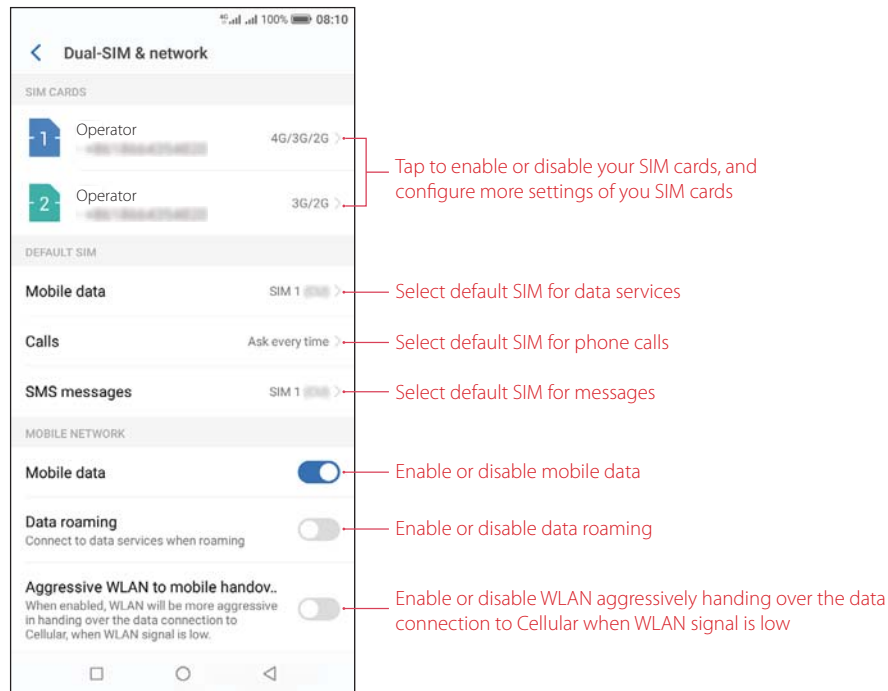 4G 100% 08:10
Dual-SIM & network
SIM CARDS
1
Operator
4G/3G/2G
Tap to enable or disable your SIM cards, and
configure more settings of you SIM cards
2
Operator
3G/2G
DEFAULT SIM
Mobile data
SIM 1
Select default SIM for data services
Calls
Ask every time
Select default SIM for phone calls
SMS messages
SIM 1
Select default SIM for messages
MOBILE NETWORK
Mobile data
Enable or disable mobile data
Data roaming
Connect to data services when roaming
Enable or disable data roaming
Aggressive WLAN to mobile handov..
When enabled, WLAN will be more aggressive
in handing over the data connection to
Cellular, when WLAN signal is low.
Enable or disable WLAN aggressively handing over the data
connection to Cellular when WLAN signal is low